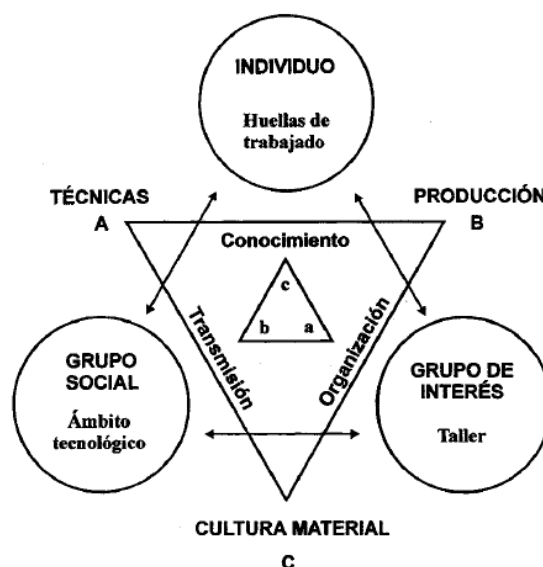 INDIVIDUO
Huellas de
trabajado
TÉCNICAS
A
PRODUCCIÓN
B
Conocimiento
c
b
a
Transmisión
Organización
GRUPO
SOCIAL
Ámbito
tecnológico
GRUPO DE
INTERÉS
Taller
CULTURA MATERIAL
C